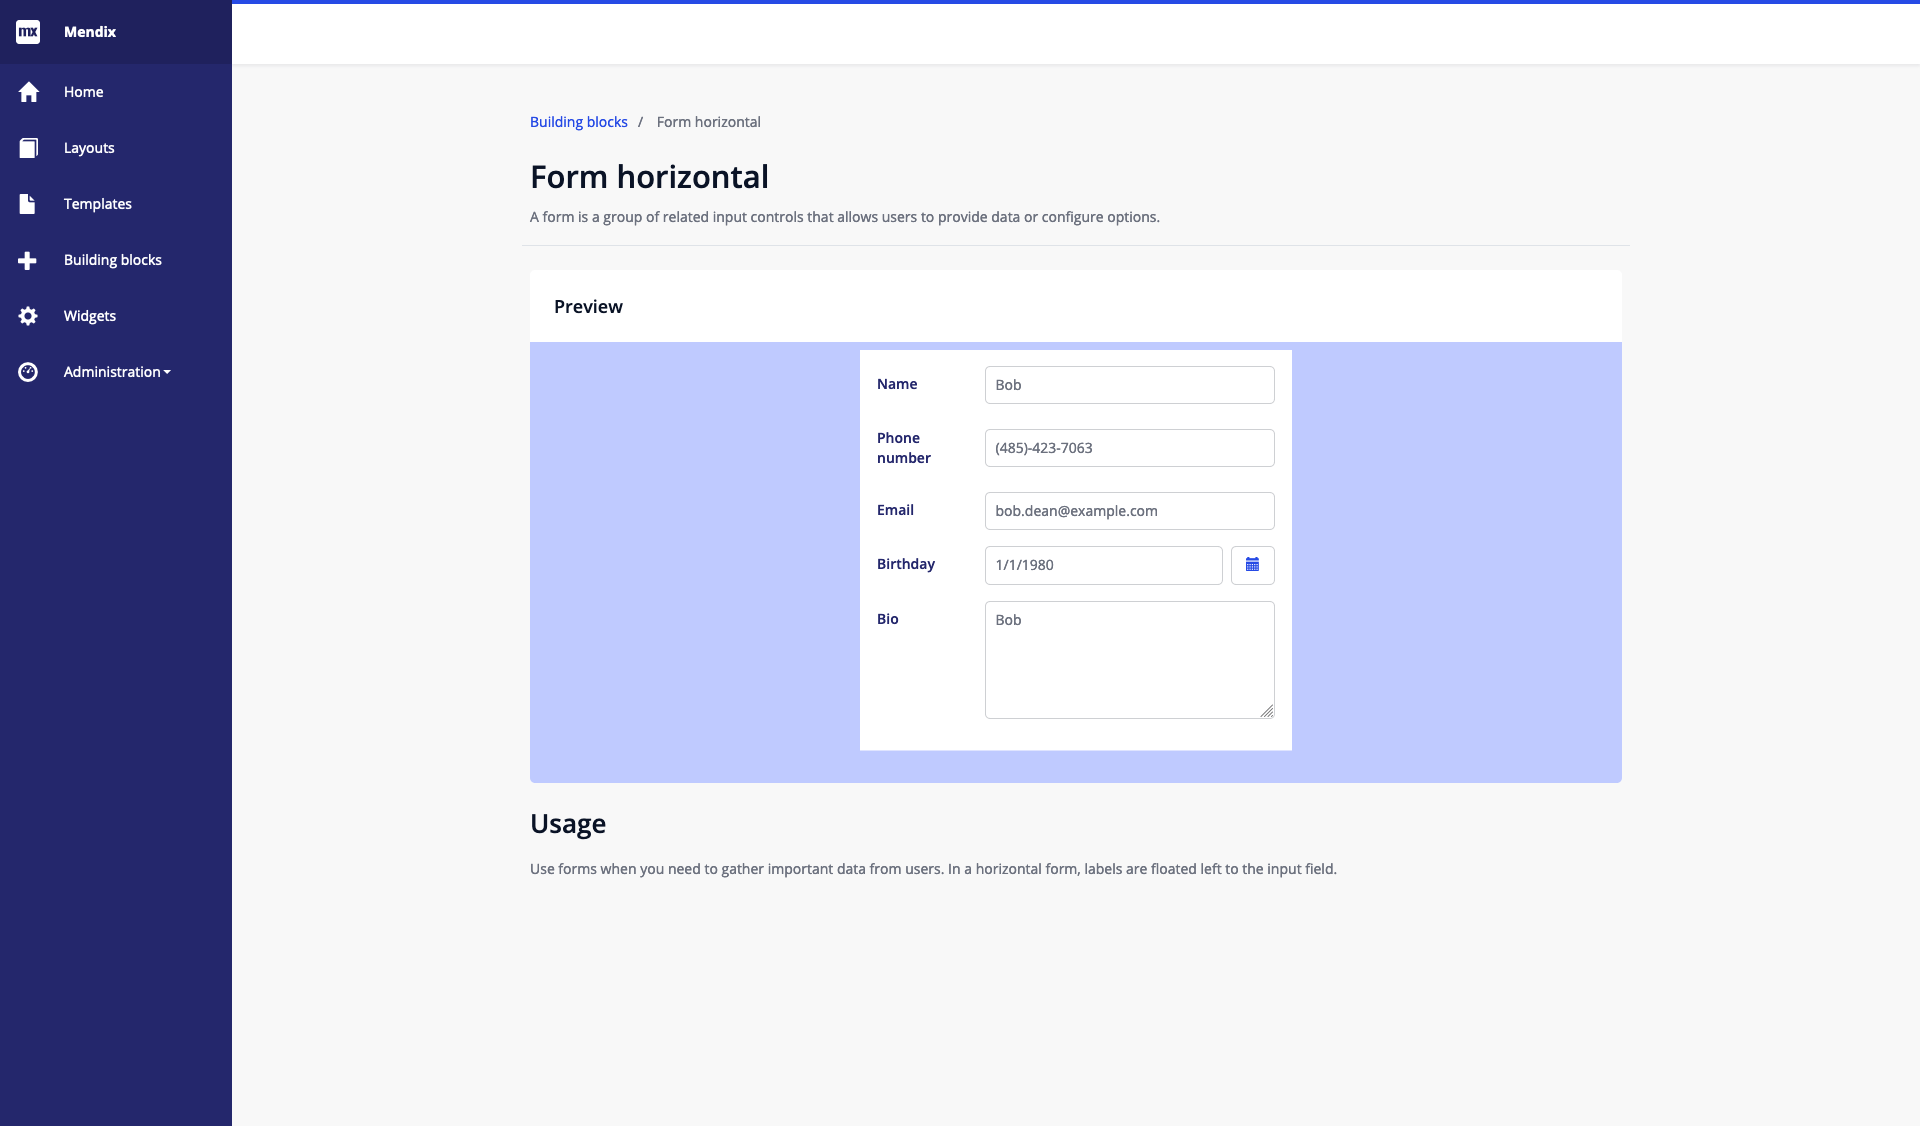 mx
Mendix
Home
Layouts
Templates
Building blocks
Widgets
Administration
Building blocks / Form horizontal
Form horizontal
A form is a group of related input controls that allows users to provide data or configure options.
Preview
Name
Bob
Phone
number
(485)-423-7063
Email
bob.dean@example.com
Birthday
1/1/1980
Bio
Bob
Usage
Use forms when you need to gather important data from users. In a horizontal form, labels are floated left to the input field.